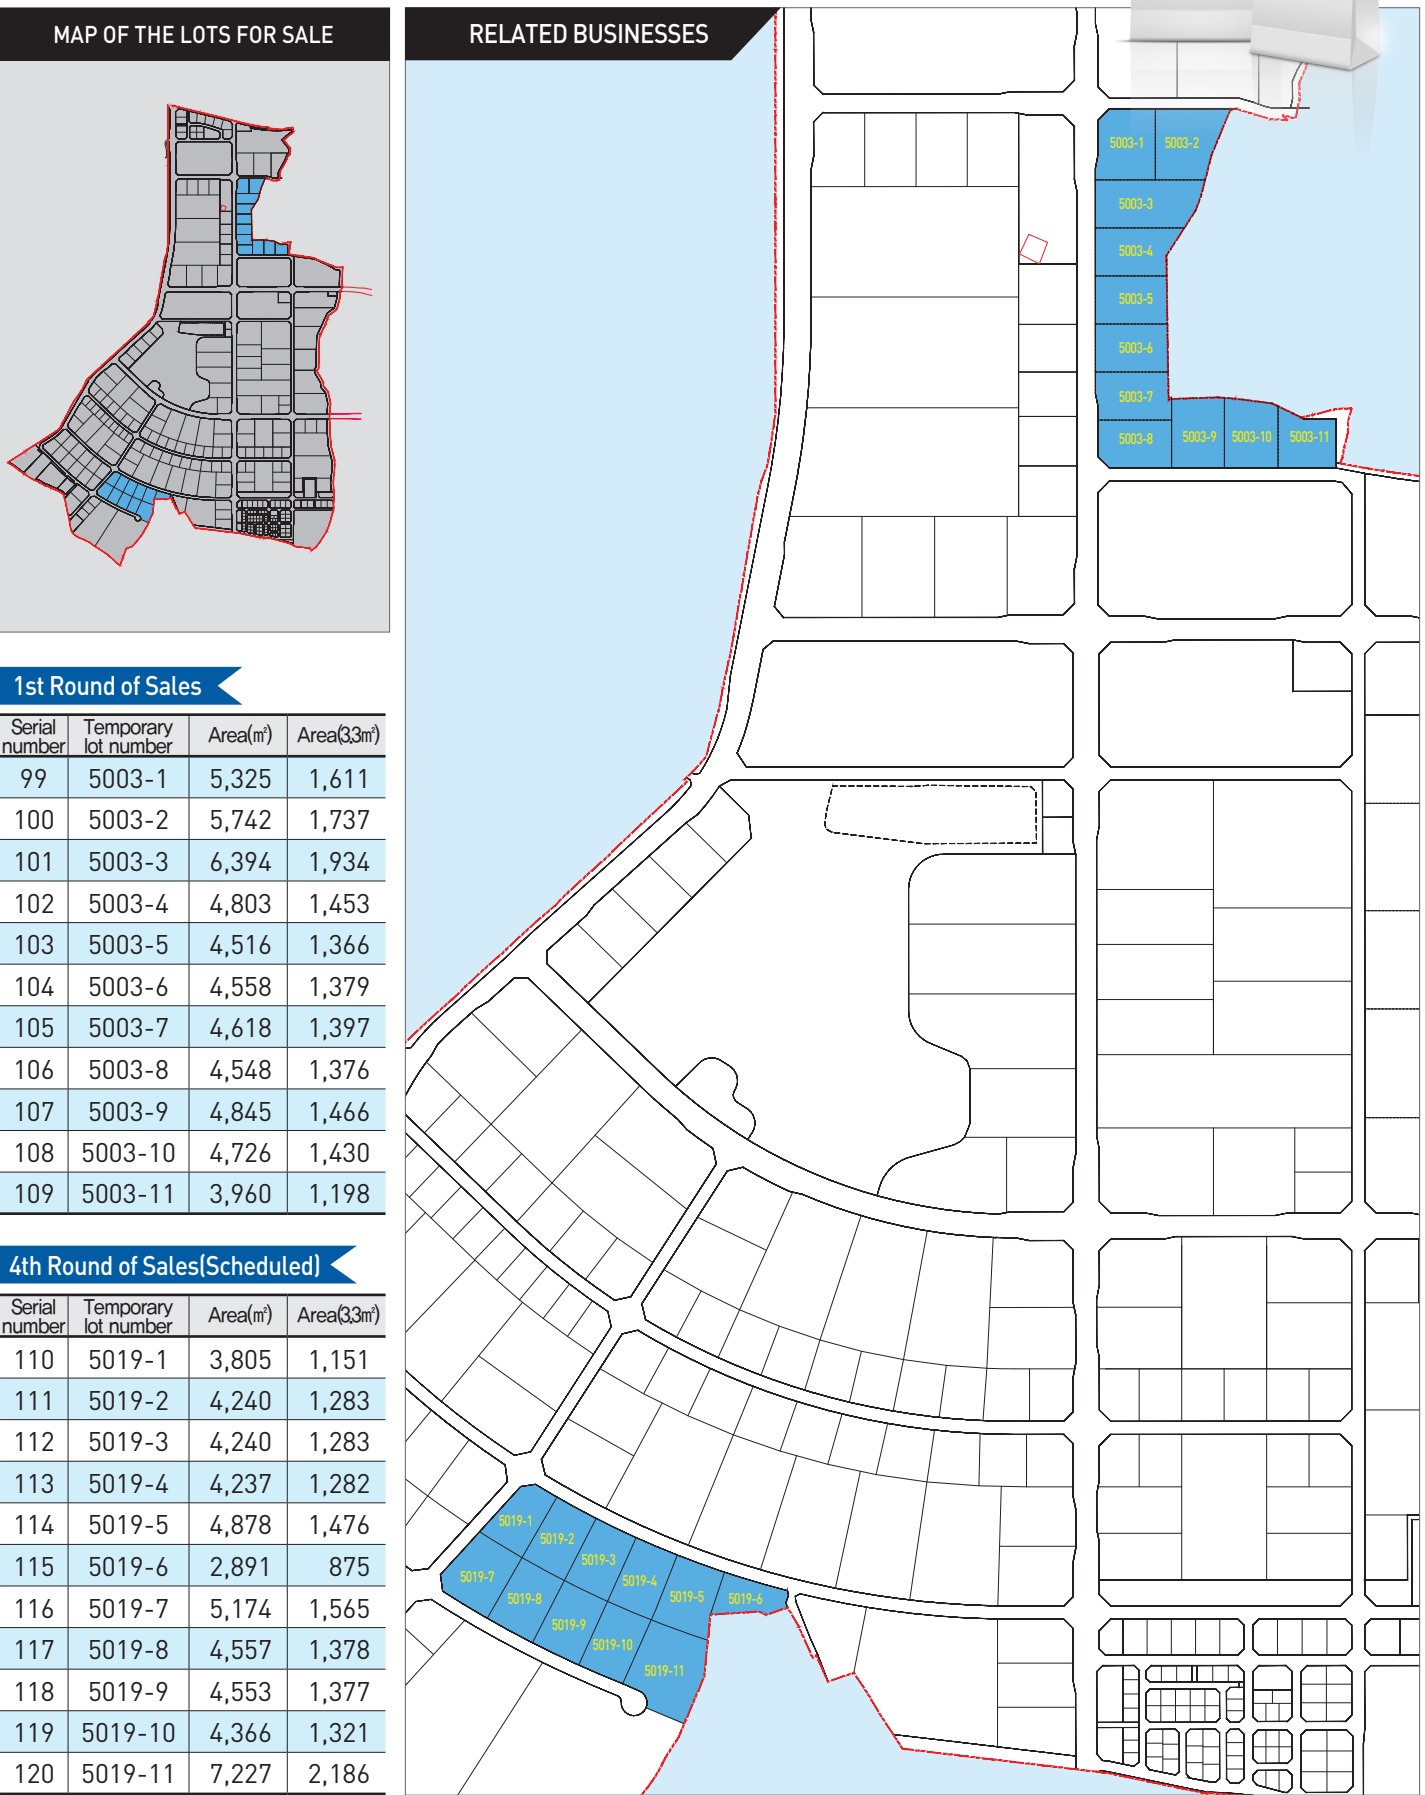 MAP OF THE LOTS FOR SALE
RELATED BUSINESSES
1st Round of Sales
Serial number Temporary lot number Area(㎡) Area(3.3㎡)
99 5003-1 5,325 1,611
100 5003-2 5,742 1,737
101 5003-3 6,394 1,934
102 5003-4 4,803 1,453
103 5003-5 4,516 1,366
104 5003-6 4,558 1,379
105 5003-7 4,618 1,397
106 5003-8 4,548 1,376
107 5003-9 4,845 1,466
108 5003-10 4,726 1,430
109 5003-11 3,960 1,198
4th Round of Sales(Scheduled)
Serial number Temporary lot number Area(㎡) Area(3.3㎡)
110 5019-1 3,805 1,151
111 5019-2 4,240 1,283
112 5019-3 4,240 1,283
113 5019-4 4,237 1,282
114 5019-5 4,878 1,476
115 5019-6 2,891 875
116 5019-7 5,174 1,565
117 5019-8 4,557 1,378
118 5019-9 4,553 1,377
119 5019-10 4,366 1,321
120 5019-11 7,227 2,186
5003-1 5003-2
5003-3
5003-4
5003-5
5003-6
5003-7
5003-8 5003-9 5003-10 5003-11
5019-1
5019-2
5019-3
5019-4
5019-5
5019-6
5019-7
5019-8
5019-9
5019-10
5019-11